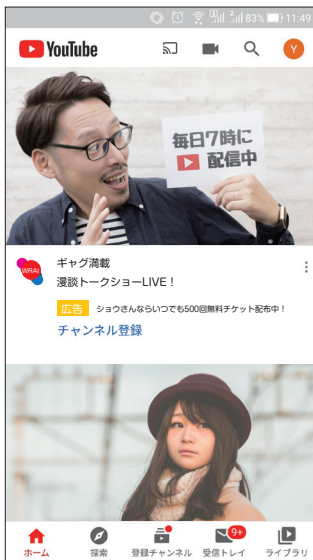 83% 11:49
YouTube
Y
毎日7時に
配信中
WRAI
ギャグ満載
漫談トークショーLIVE！
広告 ショウさんならいつでも500回無料チケット配布中！
チャンネル登録
9+
ホーム 探索 登録チャンネル 受信トレイ ライブラリ